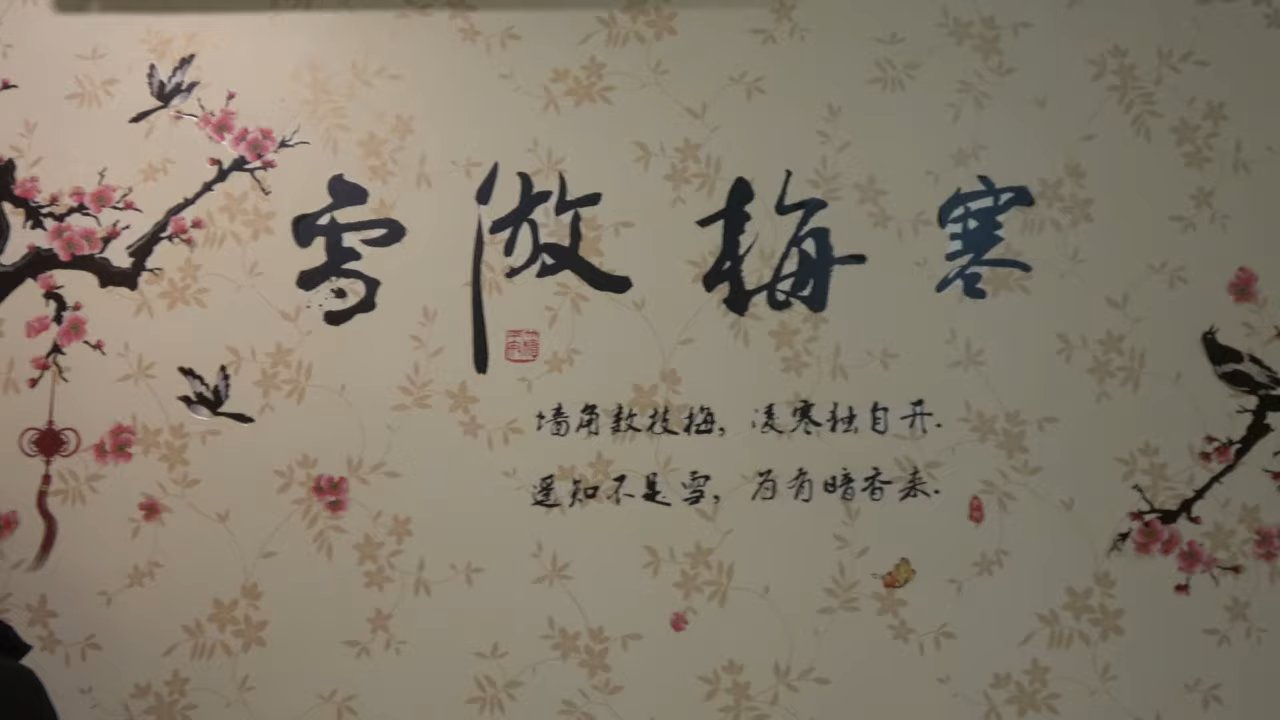 雪傲梅寒
墙角数枝梅，凌寒独自开.
遥知不是雪，为有暗香来.